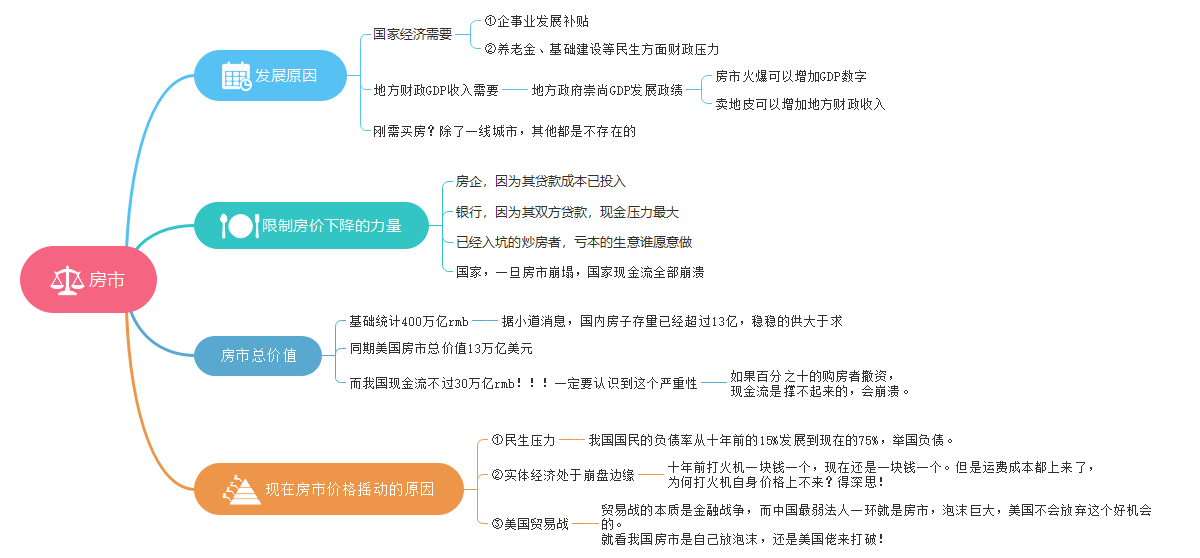 房市
发展原因
国家经济需要
①企事业发展补贴
②养老金、基础建设等民生方面财政压力
地方财政GDP收入需要
地方政府崇尚GDP发展政绩
房市火爆可以增加GDP数字
卖地皮可以增加地方财政收入
刚需买房？除了一线城市，其他都是不存在的
限制房价下降的力量
房企，因为其贷款成本已投入
银行，因为其双方贷款，现金压力最大
已经入坑的炒房者，亏本的生意谁愿意做
国家，一旦房市崩塌，国家现金流全部崩溃
房市总价值
基础统计400万亿rmb
据小道消息，国内房子存量已经超过13亿，稳稳的供大于求
同期美国房市总价值13万亿美元
而我国现金流不过30万亿rmb！！！一定要认识到这个严重性
如果百分之十的购房者撤资，
现金流是撑不起来的，会崩溃。
现在房市价格摇动的原因
①民生压力
我国国民的负债率从十年前的15%发展到现在的75%，举国负债。
②实体经济处于崩盘边缘
十年前打火机一块钱一个，现在还是一块钱一个。但是运费成本都上来了，
为何打火机自身价格上不来？得深思！
③美国贸易战
贸易战的本质是金融战争，而中国最弱法人一环就是房市，泡沫巨大，美国不会放弃这个好机会
的。
就看我国房市是自己放泡沫，还是美国佬来打破！